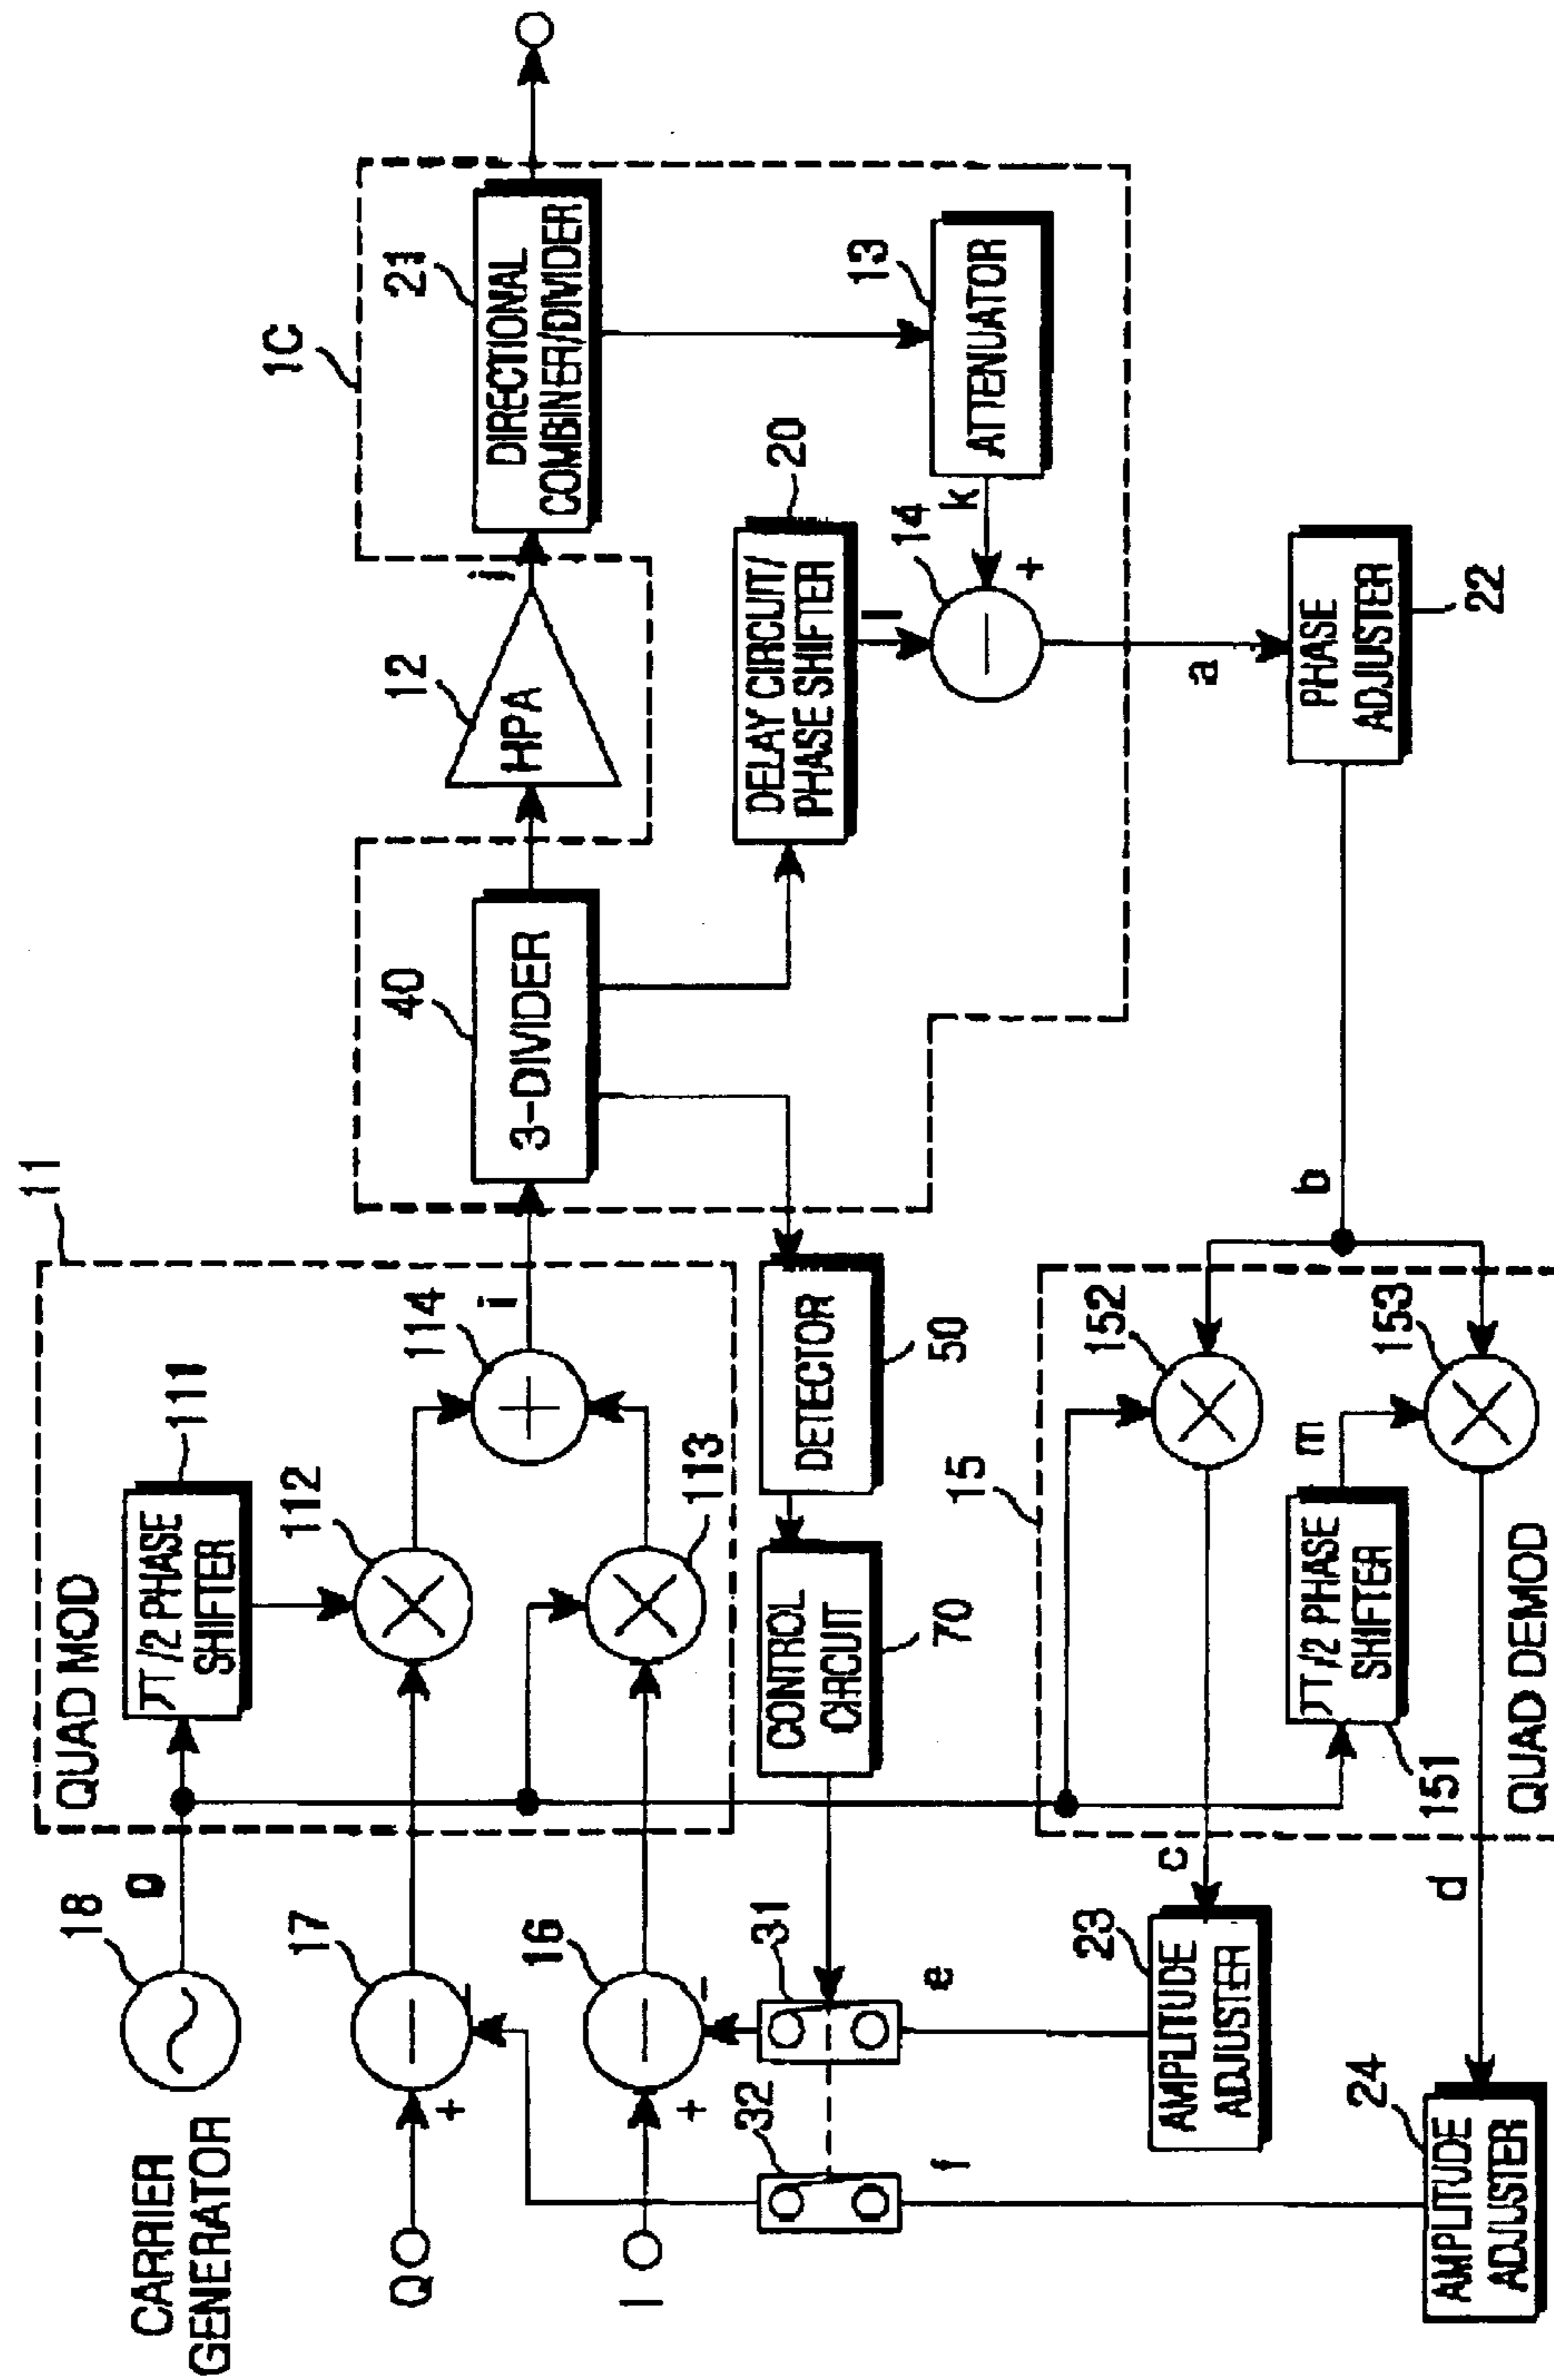 CARRIER
GENERATOR
18
g
QUAD MOD
11
π/2 PHASE
SHIFTER
111
Q
+
17
−
112
114
i
I
+
16
−
113
40
3-DIVIDER
12
HPA
j
1C
21
DIRECTIONAL
COMBINER/DIVIDER
32
31
CONTROL
CIRCUIT
70
DETECTOR
50
DELAY CIRCUIT/
PHASE SHIFTER
20
l
14
+
k
13
ATTENUATOR
f
e
15
a
AMPLITUDE
ADJUSTER
23
c
152
b
PHASE
ADJUSTER
22
π/2 PHASE
SHIFTER
151
m
153
AMPLITUDE
ADJUSTER
24
d
QUAD DEMOD